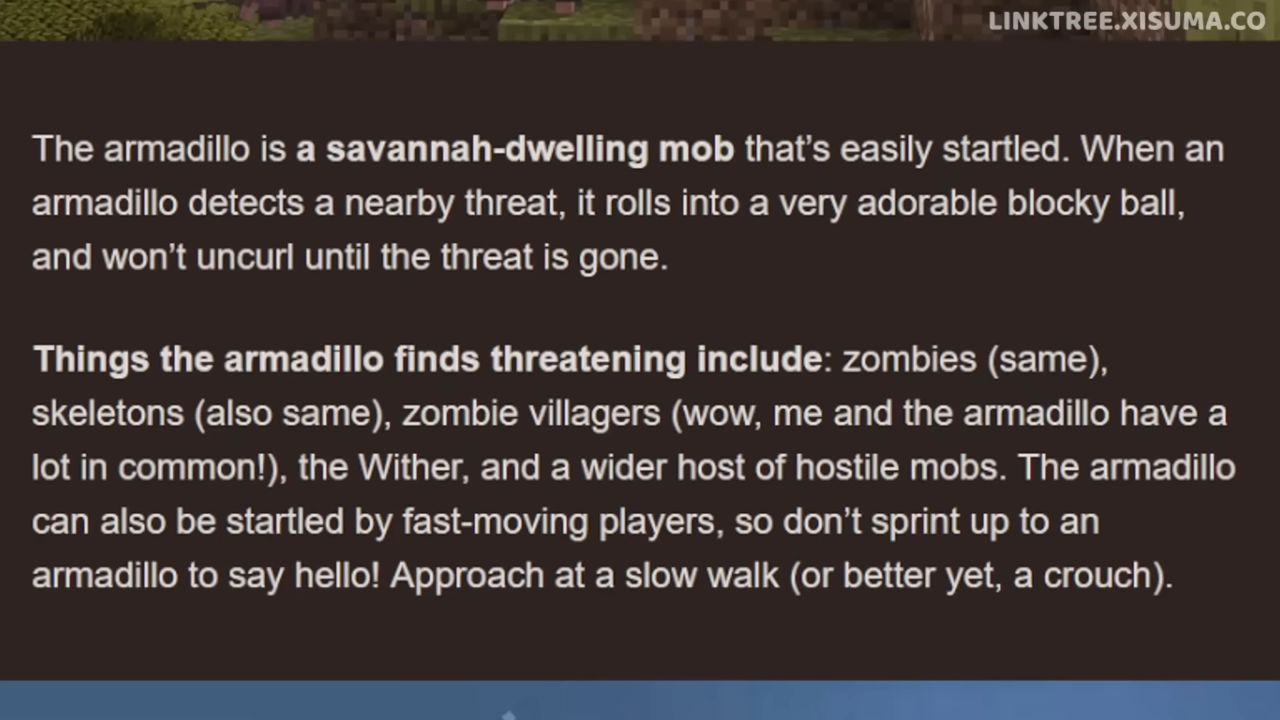 LINKTREE.XISUMA.CO
The armadillo is a savannah-dwelling mob that’s easily startled. When an
armadillo detects a nearby threat, it rolls into a very adorable blocky ball,
and won’t uncurl until the threat is gone.
Things the armadillo finds threatening include: zombies (same),
skeletons (also same), zombie villagers (wow, me and the armadillo have a
lot in common!), the Wither, and a wider host of hostile mobs. The armadillo
can also be startled by fast-moving players, so don’t sprint up to an
armadillo to say hello! Approach at a slow walk (or better yet, a crouch).